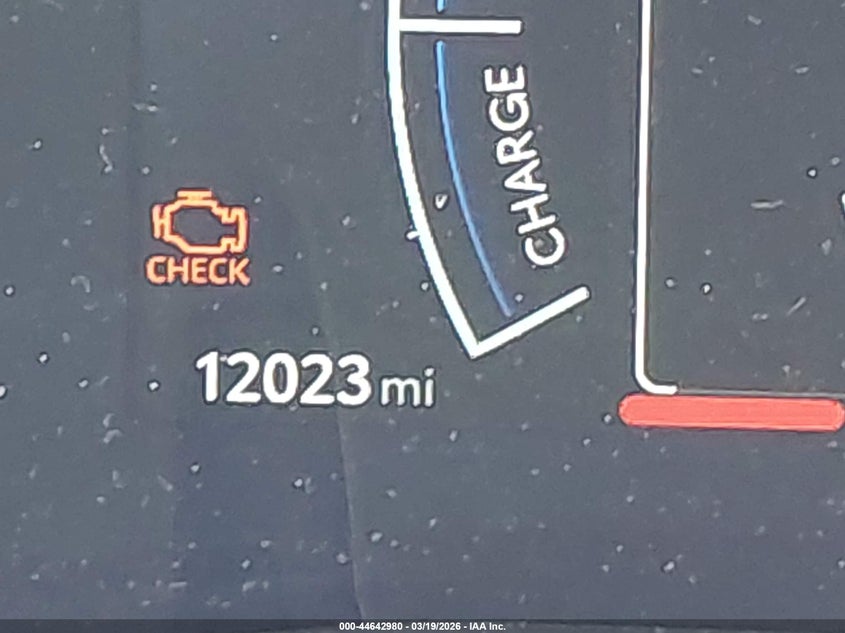 CHARGE
CHECK
12023 mi
000-44642980 - 03/19/2026 - IAA Inc.